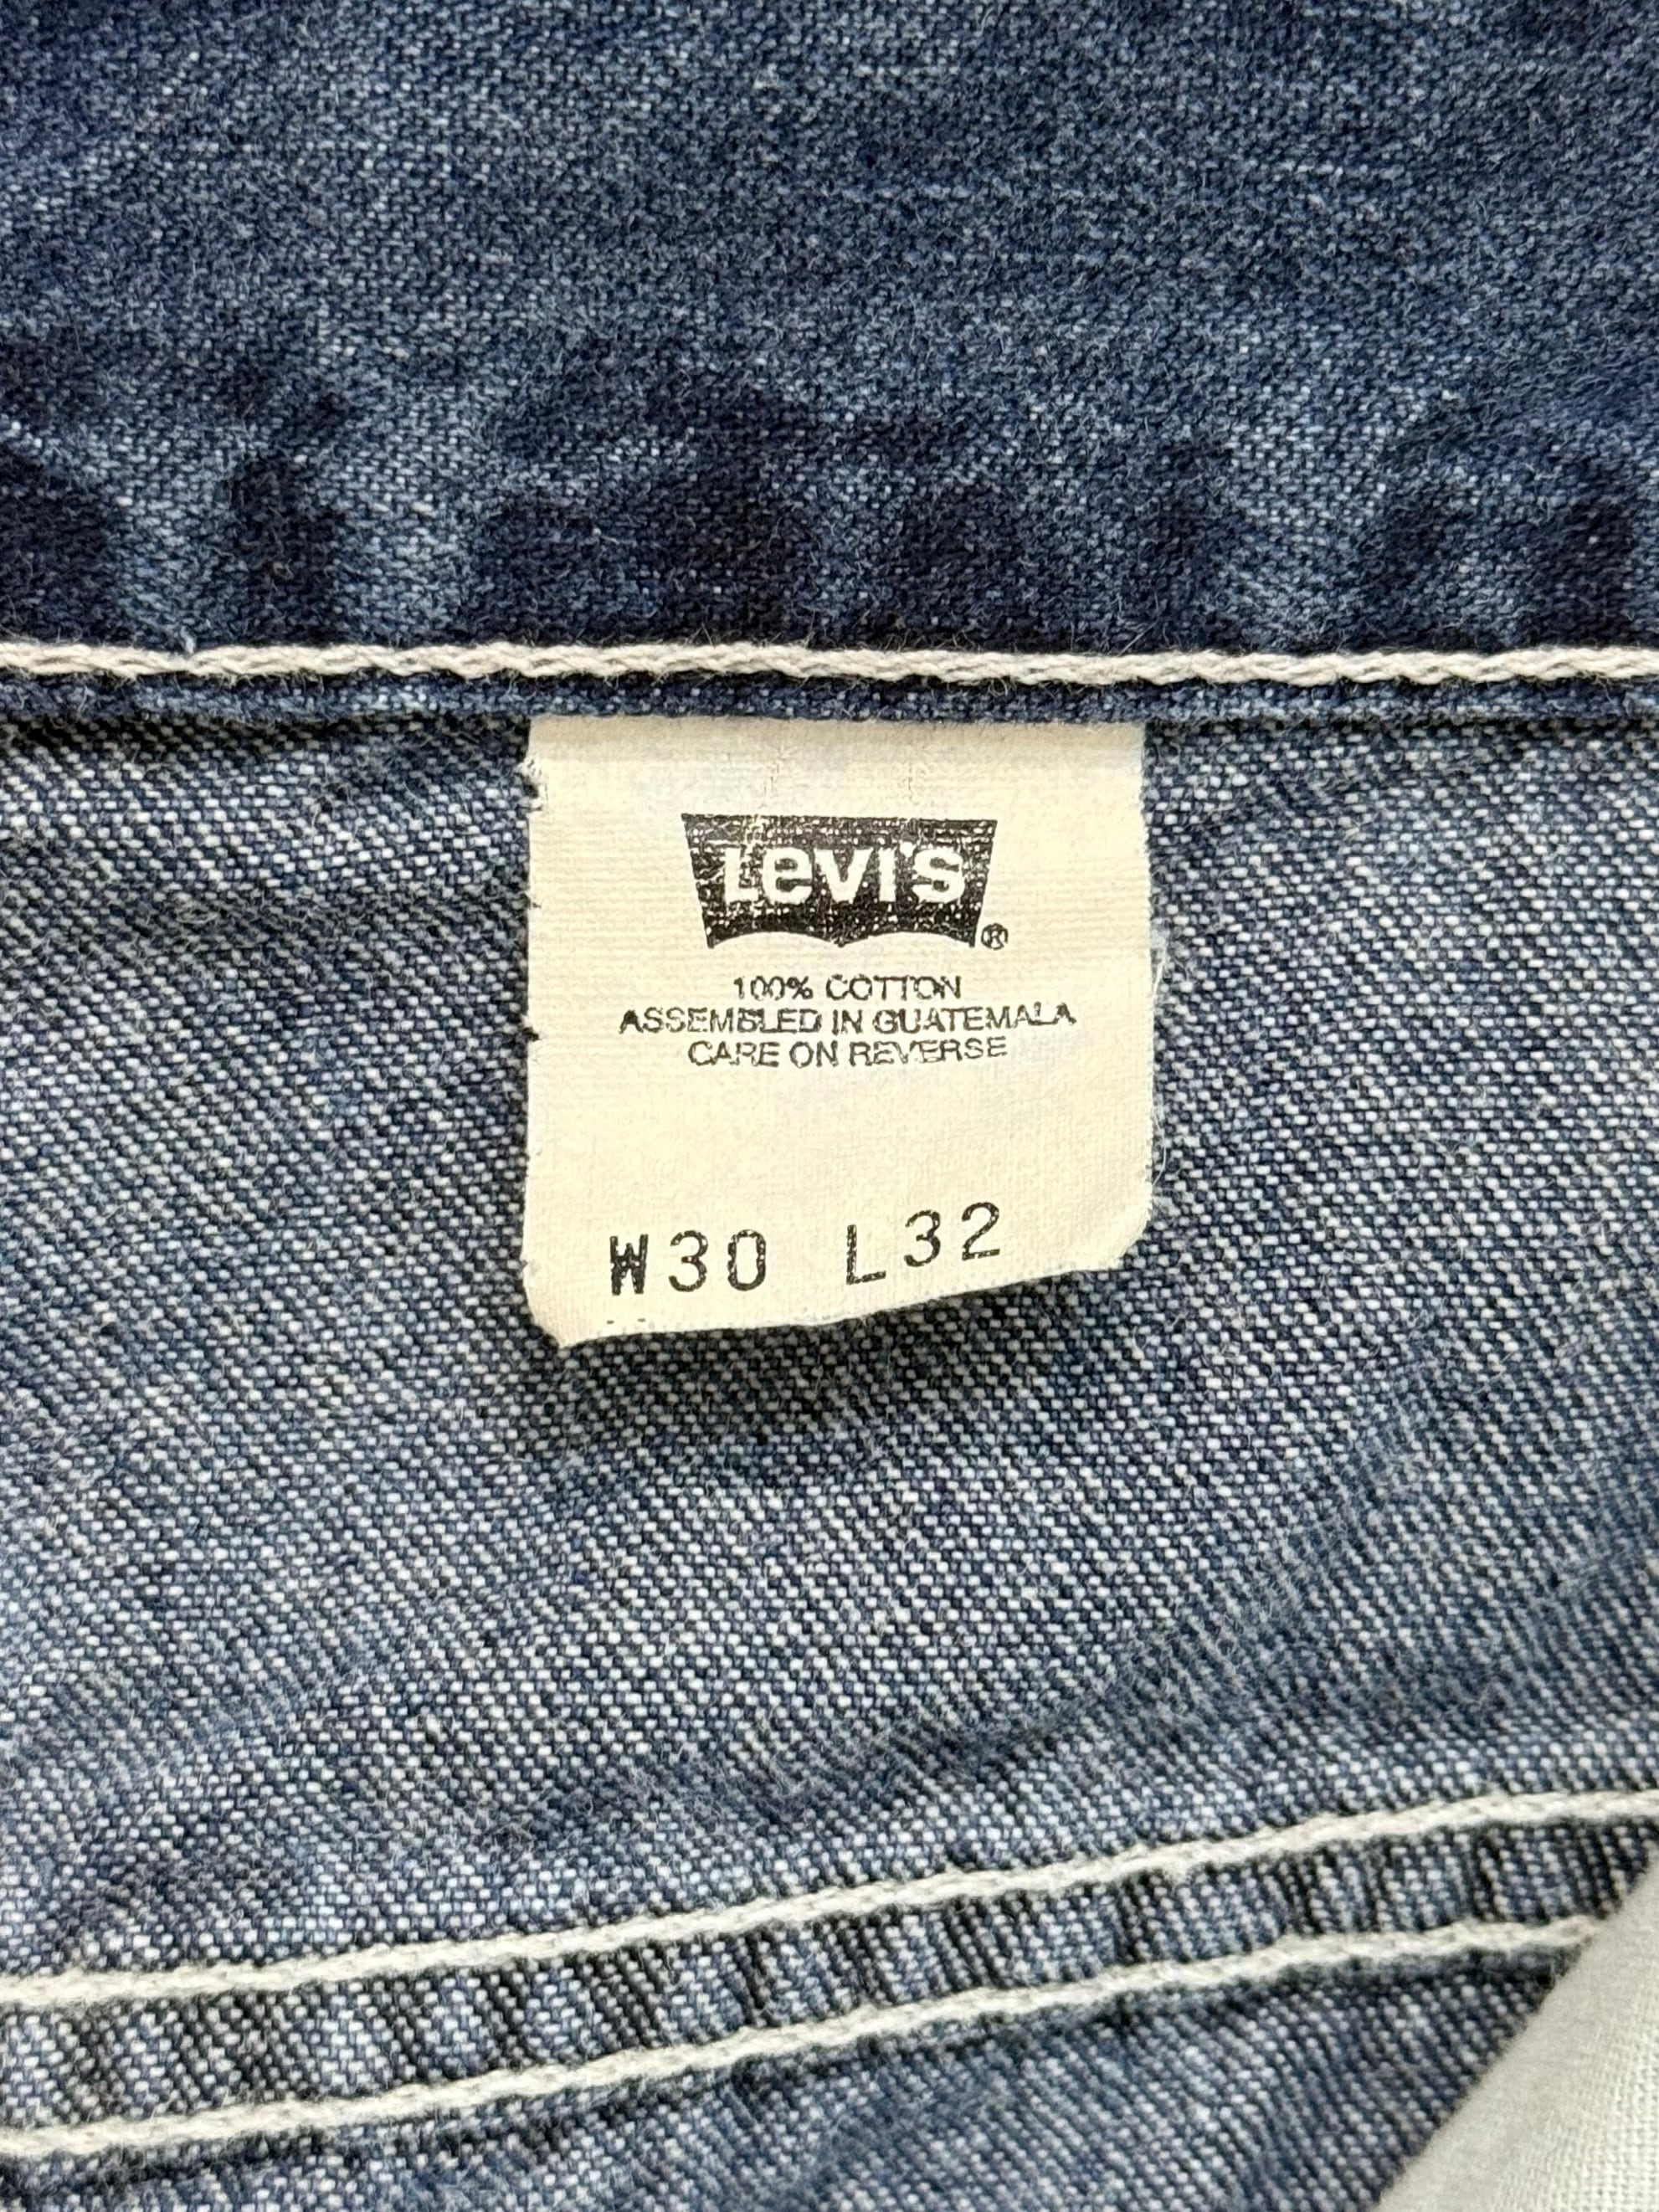 Levi's®
100% COTTON
ASSEMBLED IN GUATEMALA
CARE ON REVERSE
W30 L32